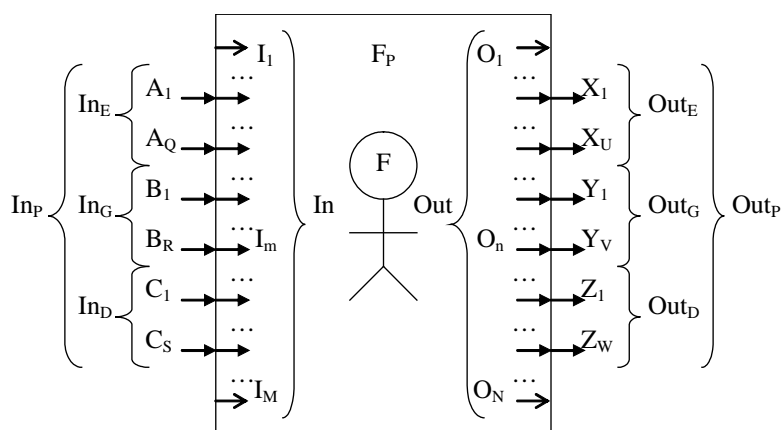 I1 FP O1
... ...
InE A1 X1 OutE
... ...
AQ XU
... ...
B1 F Y1
InP InG In Out OutG OutP
... ...
BR Im On YV
... ...
C1 Z1
InD OutD
... ...
CS ZW
... ...
IM ON